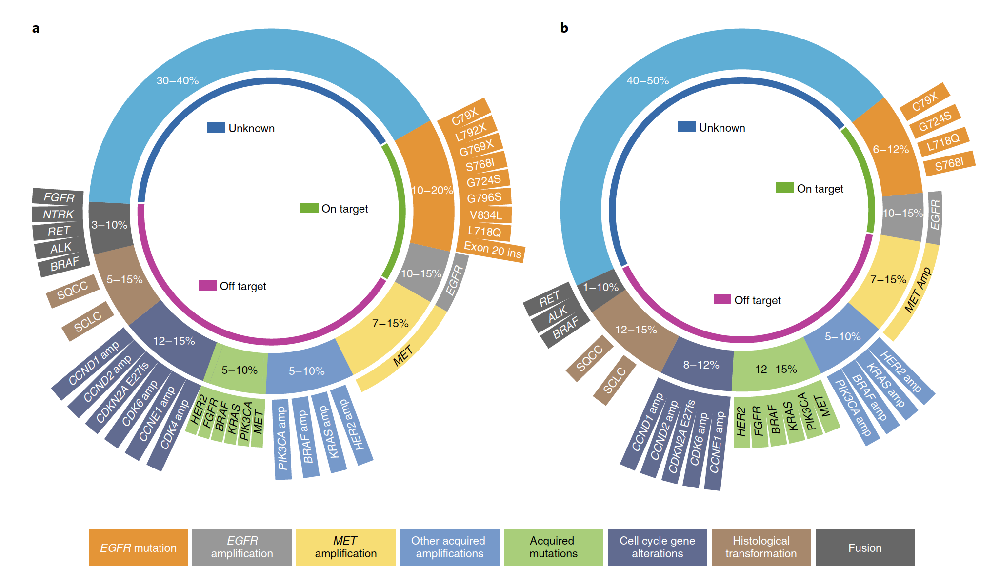 a
30–40%
Unknown
On target
Off target
10–20%
C79X
L792X
G769X
S768I
G724S
G796S
V834L
L718Q
Exon 20 ins
10–15%
EGFR
7–15%
MET
5–10%
HER2 amp
KRAS amp
BRAF amp
PIK3CA amp
5–10%
MET
PIK3CA
KRAS
BRAF
FGFR
HER2
12–15%
CDK4 amp
CCNE1 amp
CDK6 amp
CDKN2A E27fs
CCND2 amp
CCND1 amp
5–15%
SCLC
SQCC
3–10%
BRAF
ALK
RET
NTRK
FGFR
b
40–50%
Unknown
On target
Off target
6–12%
C79X
G724S
L718Q
S768I
10–15%
EGFR
7–15%
MET Amp
5–10%
HER2 amp
KRAS amp
BRAF amp
PIK3CA amp
12–15%
MET
PIK3CA
KRAS
BRAF
FGFR
HER2
8–12%
CCNE1 amp
CDK6 amp
CDKN2A E27fs
CCND2 amp
CCND1 amp
12–15%
SCLC
SQCC
1–10%
BRAF
ALK
RET
EGFR mutation
EGFR
amplification
MET
amplification
Other acquired
amplifications
Acquired
mutations
Cell cycle gene
alterations
Histological
transformation
Fusion